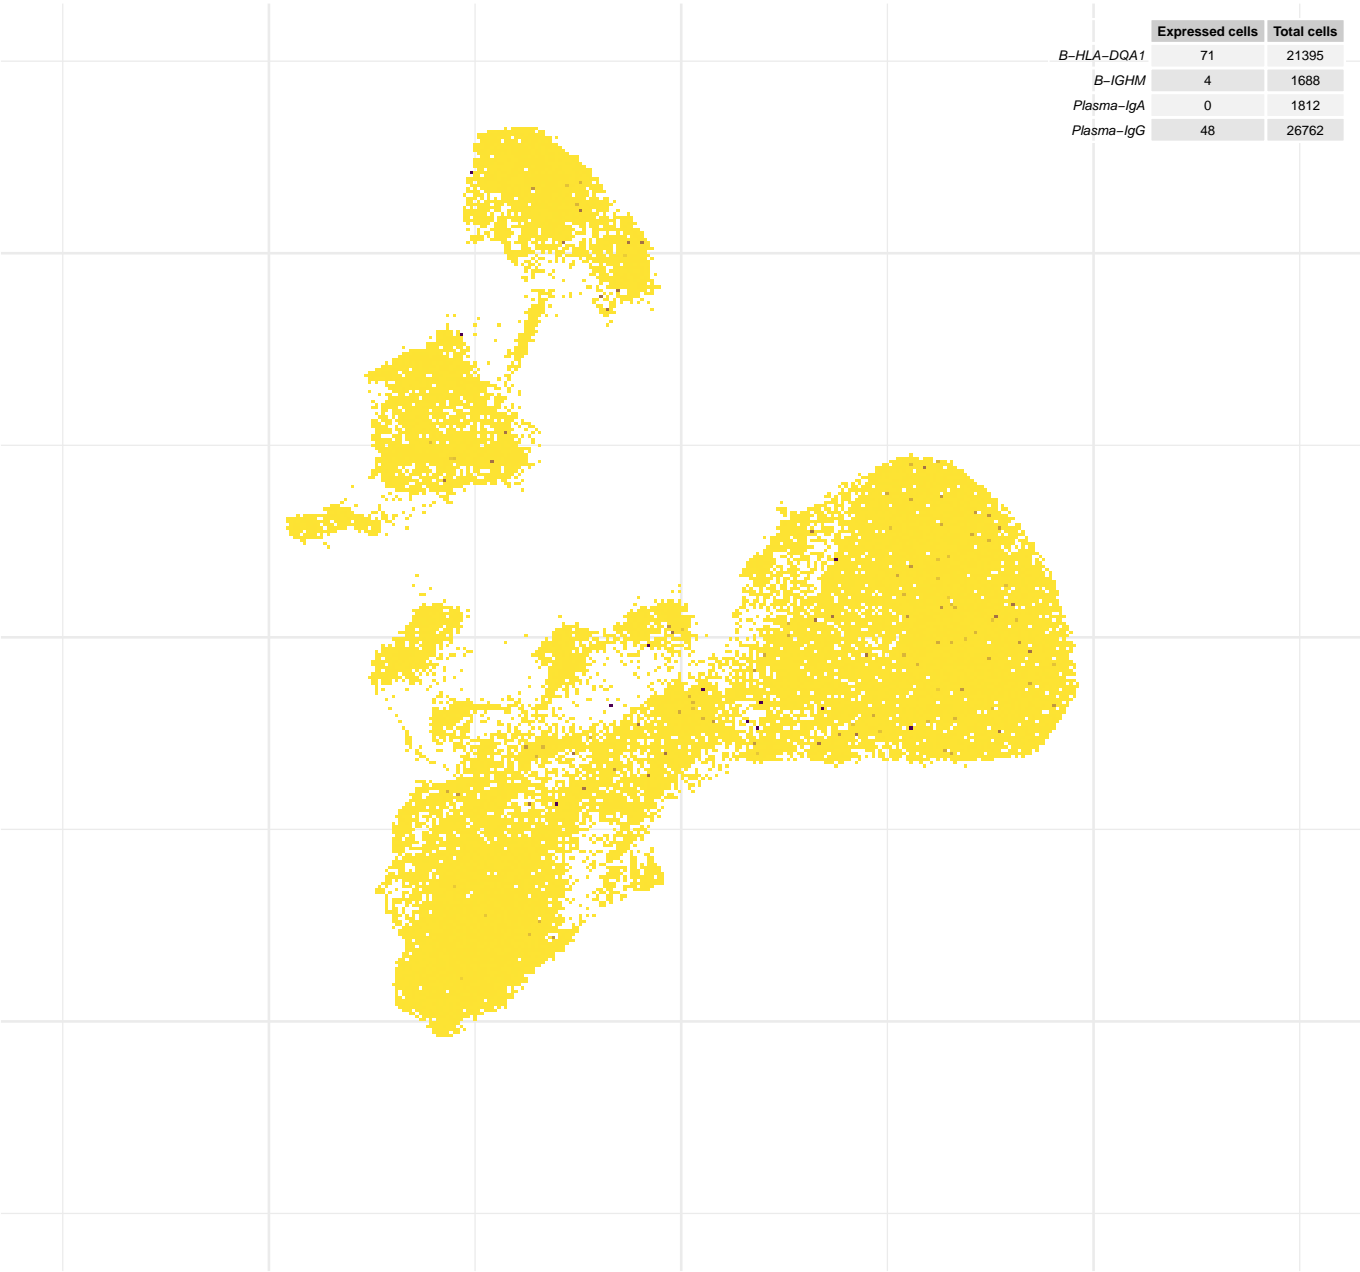 Expressed cells Total cells
B−HLA−DQA1 71 21395
B−IGHM 4 1688
Plasma−IgA 0 1812
Plasma−IgG 48 26762